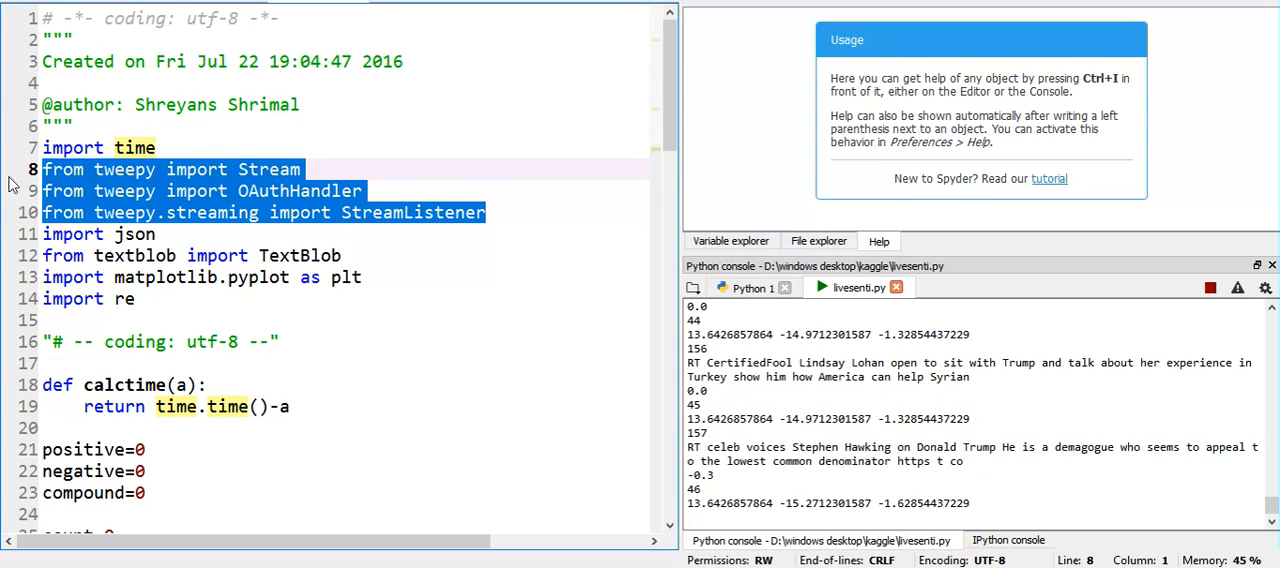 1 # -*- coding: utf-8 -*-
2 """
3 Created on Fri Jul 22 19:04:47 2016
4
5 @author: Shreyans Shrimal
6 """
7 import time
8 from tweepy import Stream
9 from tweepy import OAuthHandler
10 from tweepy.streaming import StreamListener
11 import json
12 from textblob import TextBlob
13 import matplotlib.pyplot as plt
14 import re
15
16 "# -- coding: utf-8 --"
17
18 def calctime(a):
19 return time.time()-a
20
21 positive=0
22 negative=0
23 compound=0
24
Usage
Here you can get help of any object by pressing Ctrl+I in
front of it, either on the Editor or the Console.
Help can also be shown automatically after writing a left
parenthesis next to an object. You can activate this
behavior in Preferences > Help.
New to Spyder? Read our tutorial
Variable explorer File explorer Help
Python console - D:\windows desktop\kaggle\livesenti.py
Python 1 livesenti.py
0.0
44
13.6426857864 -14.9712301587 -1.32854437229
156
RT CertifiedFool Lindsay Lohan open to sit with Trump and talk about her experience in
Turkey show him how America can help Syrian
0.0
45
13.6426857864 -14.9712301587 -1.32854437229
157
RT celeb voices Stephen Hawking on Donald Trump He is a demagogue who seems to appeal t
o the lowest common denominator https t co
-0.3
46
13.6426857864 -15.2712301587 -1.62854437229
Python console - D:\windows desktop\kaggle\livesenti.py IPython console
Permissions: RW End-of-lines: CRLF Encoding: UTF-8 Line: 8 Column: 1 Memory: 45 %